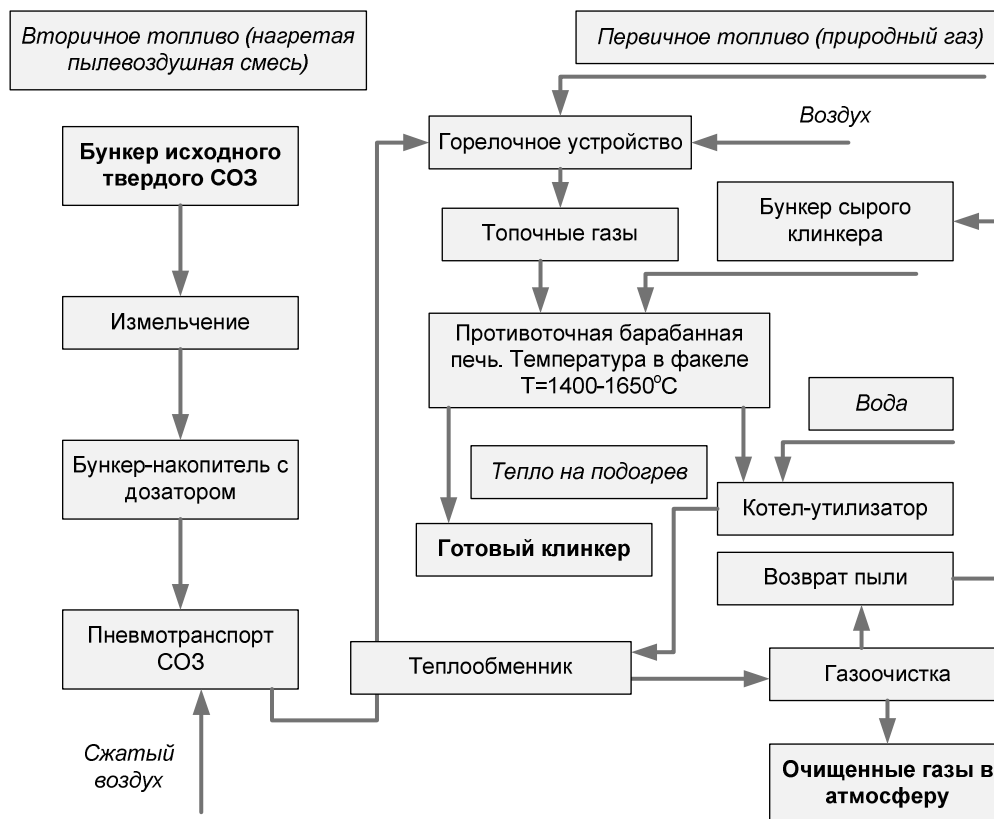 Вторичное топливо (нагретая
пылевоздушная смесь)
Первичное топливо (природный газ)
Воздух
Бункер исходного
твердого СОЗ
Горелочное устройство
Бункер сырого
клинкера
Топочные газы
Измельчение
Противоточная барабанная
печь. Температура в факеле
Т=1400-1650°С
Вода
Бункер-накопитель с
дозатором
Тепло на подогрев
Котел-утилизатор
Готовый клинкер
Возврат пыли
Пневмотранспорт
СОЗ
Теплообменник
Газоочистка
Сжатый
воздух
Очищенные газы в
атмосферу